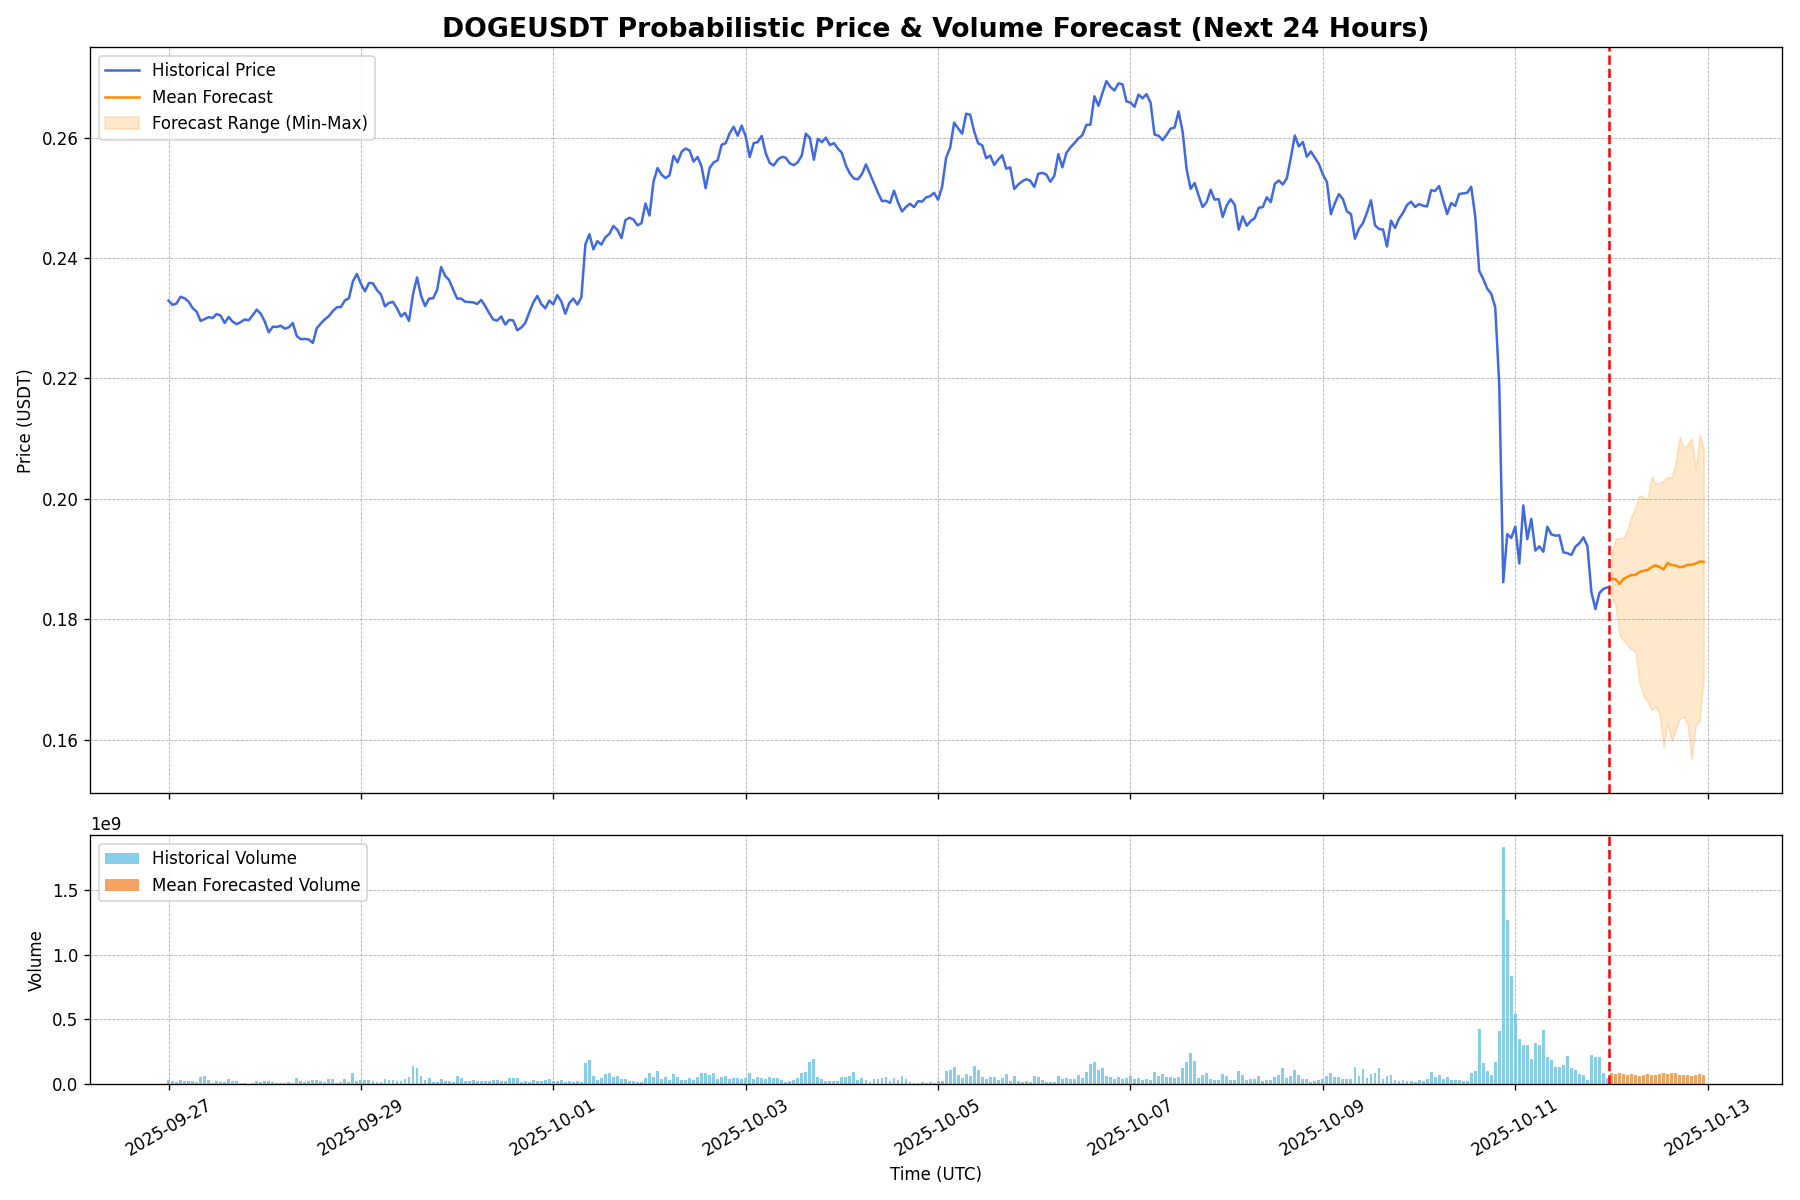 DOGEUSDT Probabilistic Price & Volume Forecast (Next 24 Hours)
Historical Price
Mean Forecast
Forecast Range (Min-Max)
0.26
0.24
0.22
0.20
0.18
0.16
Price (USDT)
1e9
Historical Volume
Mean Forecasted Volume
1.5
1.0
0.5
0.0
Volume
2025-09-27
2025-09-29
2025-10-01
2025-10-03
2025-10-05
2025-10-07
2025-10-09
2025-10-11
2025-10-13
Time (UTC)